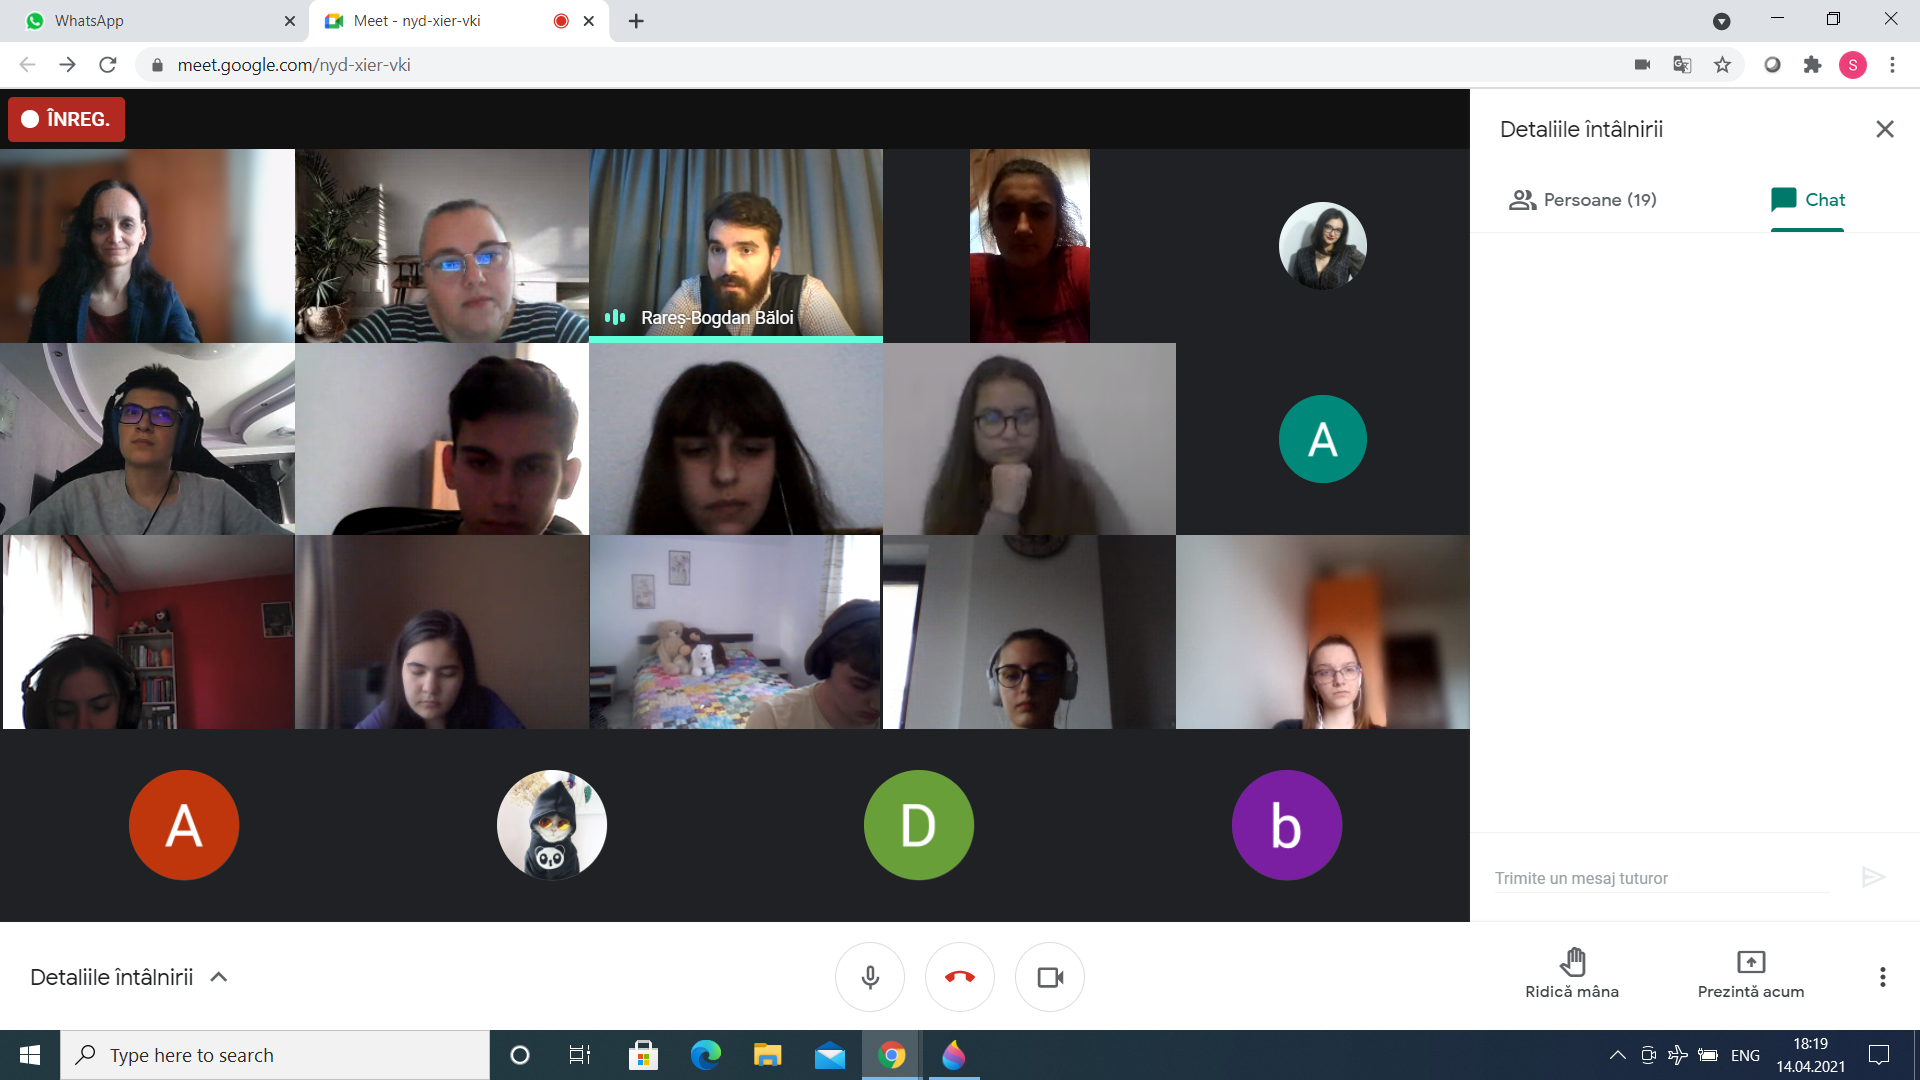 WhatsApp
Meet - nyd-xier-vki
meet.google.com/nyd-xier-vki
S
ÎNREG.
Detaliile întâlnirii
Persoane (19)
Chat
Rareș-Bogdan Băloi
A
A
D
b
Trimite un mesaj tuturor
Detaliile întâlnirii
Ridică mâna
Prezintă acum
Type here to search
ENG
18:19
14.04.2021